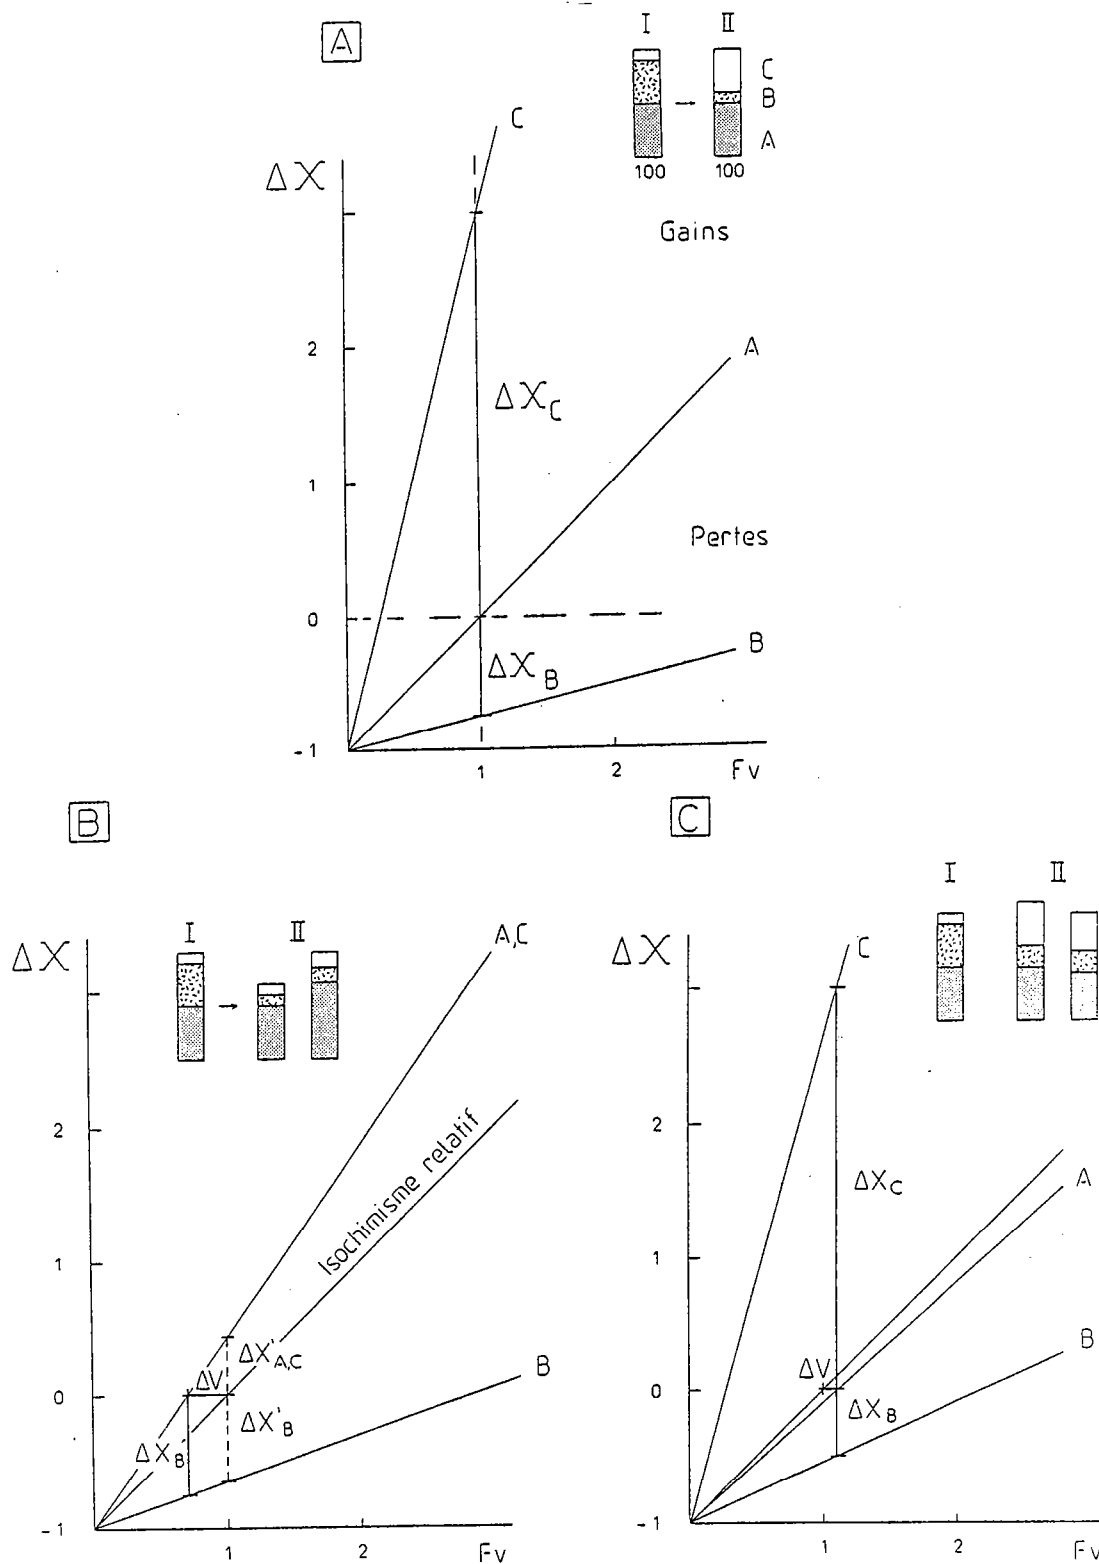 A
I II
C
B
A
100 100
C
ΔX
Gains
2
A
ΔX_C
1
Pertes
0
B
ΔX_B
-1
1 2 Fv
B
I II
A,C
ΔX
2
Isochimisme relatif
1
ΔX'_A,C
ΔV
B
0
ΔX'_B
ΔX_B
-1
1 2 Fv
C
I II
C
ΔX
2
A
ΔX_C
1
B
ΔV
0
ΔX_B
-1
1 2 Fv